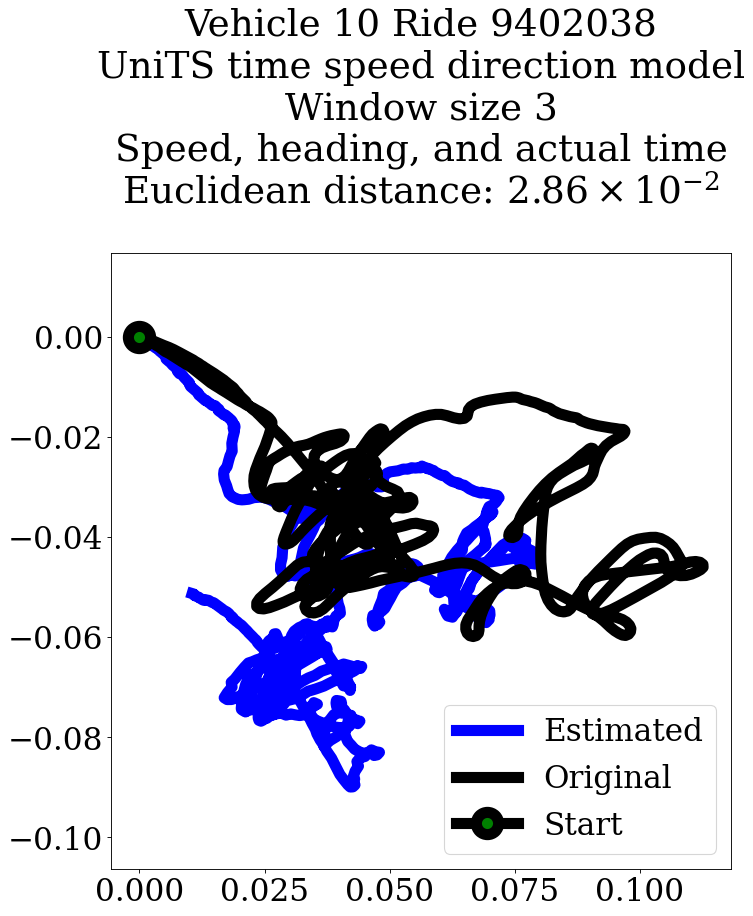 Vehicle 10 Ride 9402038
UniTS time speed direction model
Window size 3
Speed, heading, and actual time
Euclidean distance: 2.86 × 10⁻²
0.00
−0.02
−0.04
−0.06
−0.08
−0.10
0.000 0.025 0.050 0.075 0.100
Estimated
Original
Start